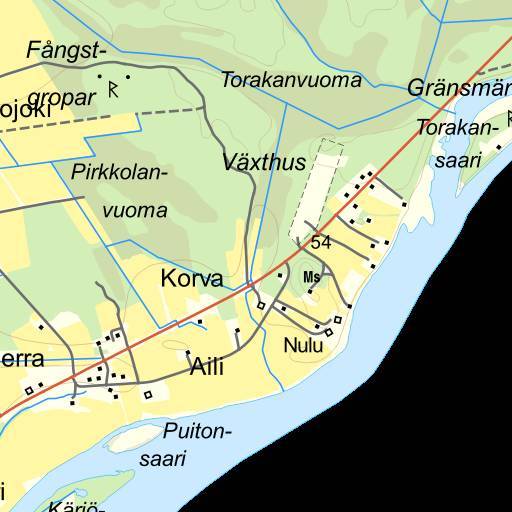 Fångst-
gropar
ojoki
Torakanvuoma
Gränsmär
Torakan-
saari
Växthus
Pirkkolan-
vuoma
54
Korva
Ms
Nulu
erra
Aili
Puiton-
saari
i
Kärjö-